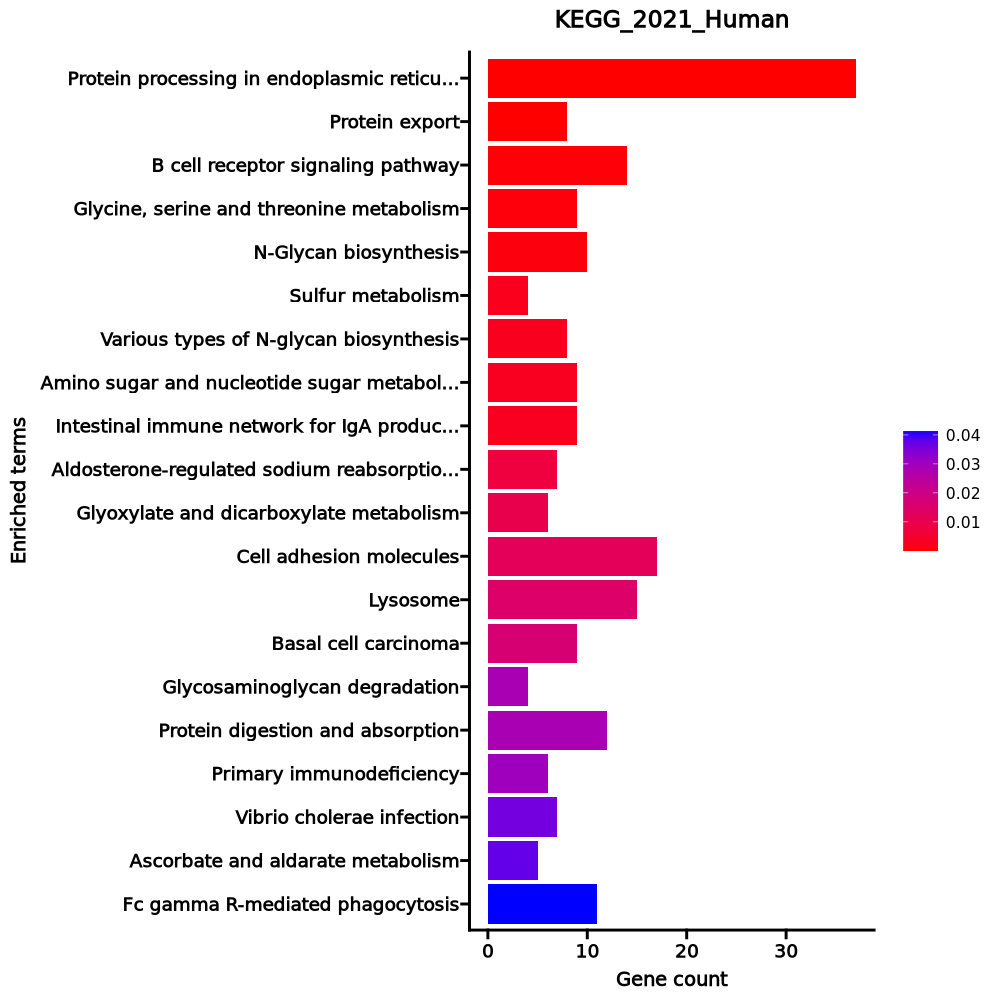 KEGG_2021_Human
Protein processing in endoplasmic reticu...
Protein export
B cell receptor signaling pathway
Glycine, serine and threonine metabolism
N-Glycan biosynthesis
Sulfur metabolism
Various types of N-glycan biosynthesis
Amino sugar and nucleotide sugar metabol...
Intestinal immune network for IgA produc...
Aldosterone-regulated sodium reabsorptio...
Glyoxylate and dicarboxylate metabolism
Cell adhesion molecules
Lysosome
Basal cell carcinoma
Glycosaminoglycan degradation
Protein digestion and absorption
Primary immunodeficiency
Vibrio cholerae infection
Ascorbate and aldarate metabolism
Fc gamma R-mediated phagocytosis
Enriched terms
0 10 20 30
Gene count
0.04
0.03
0.02
0.01